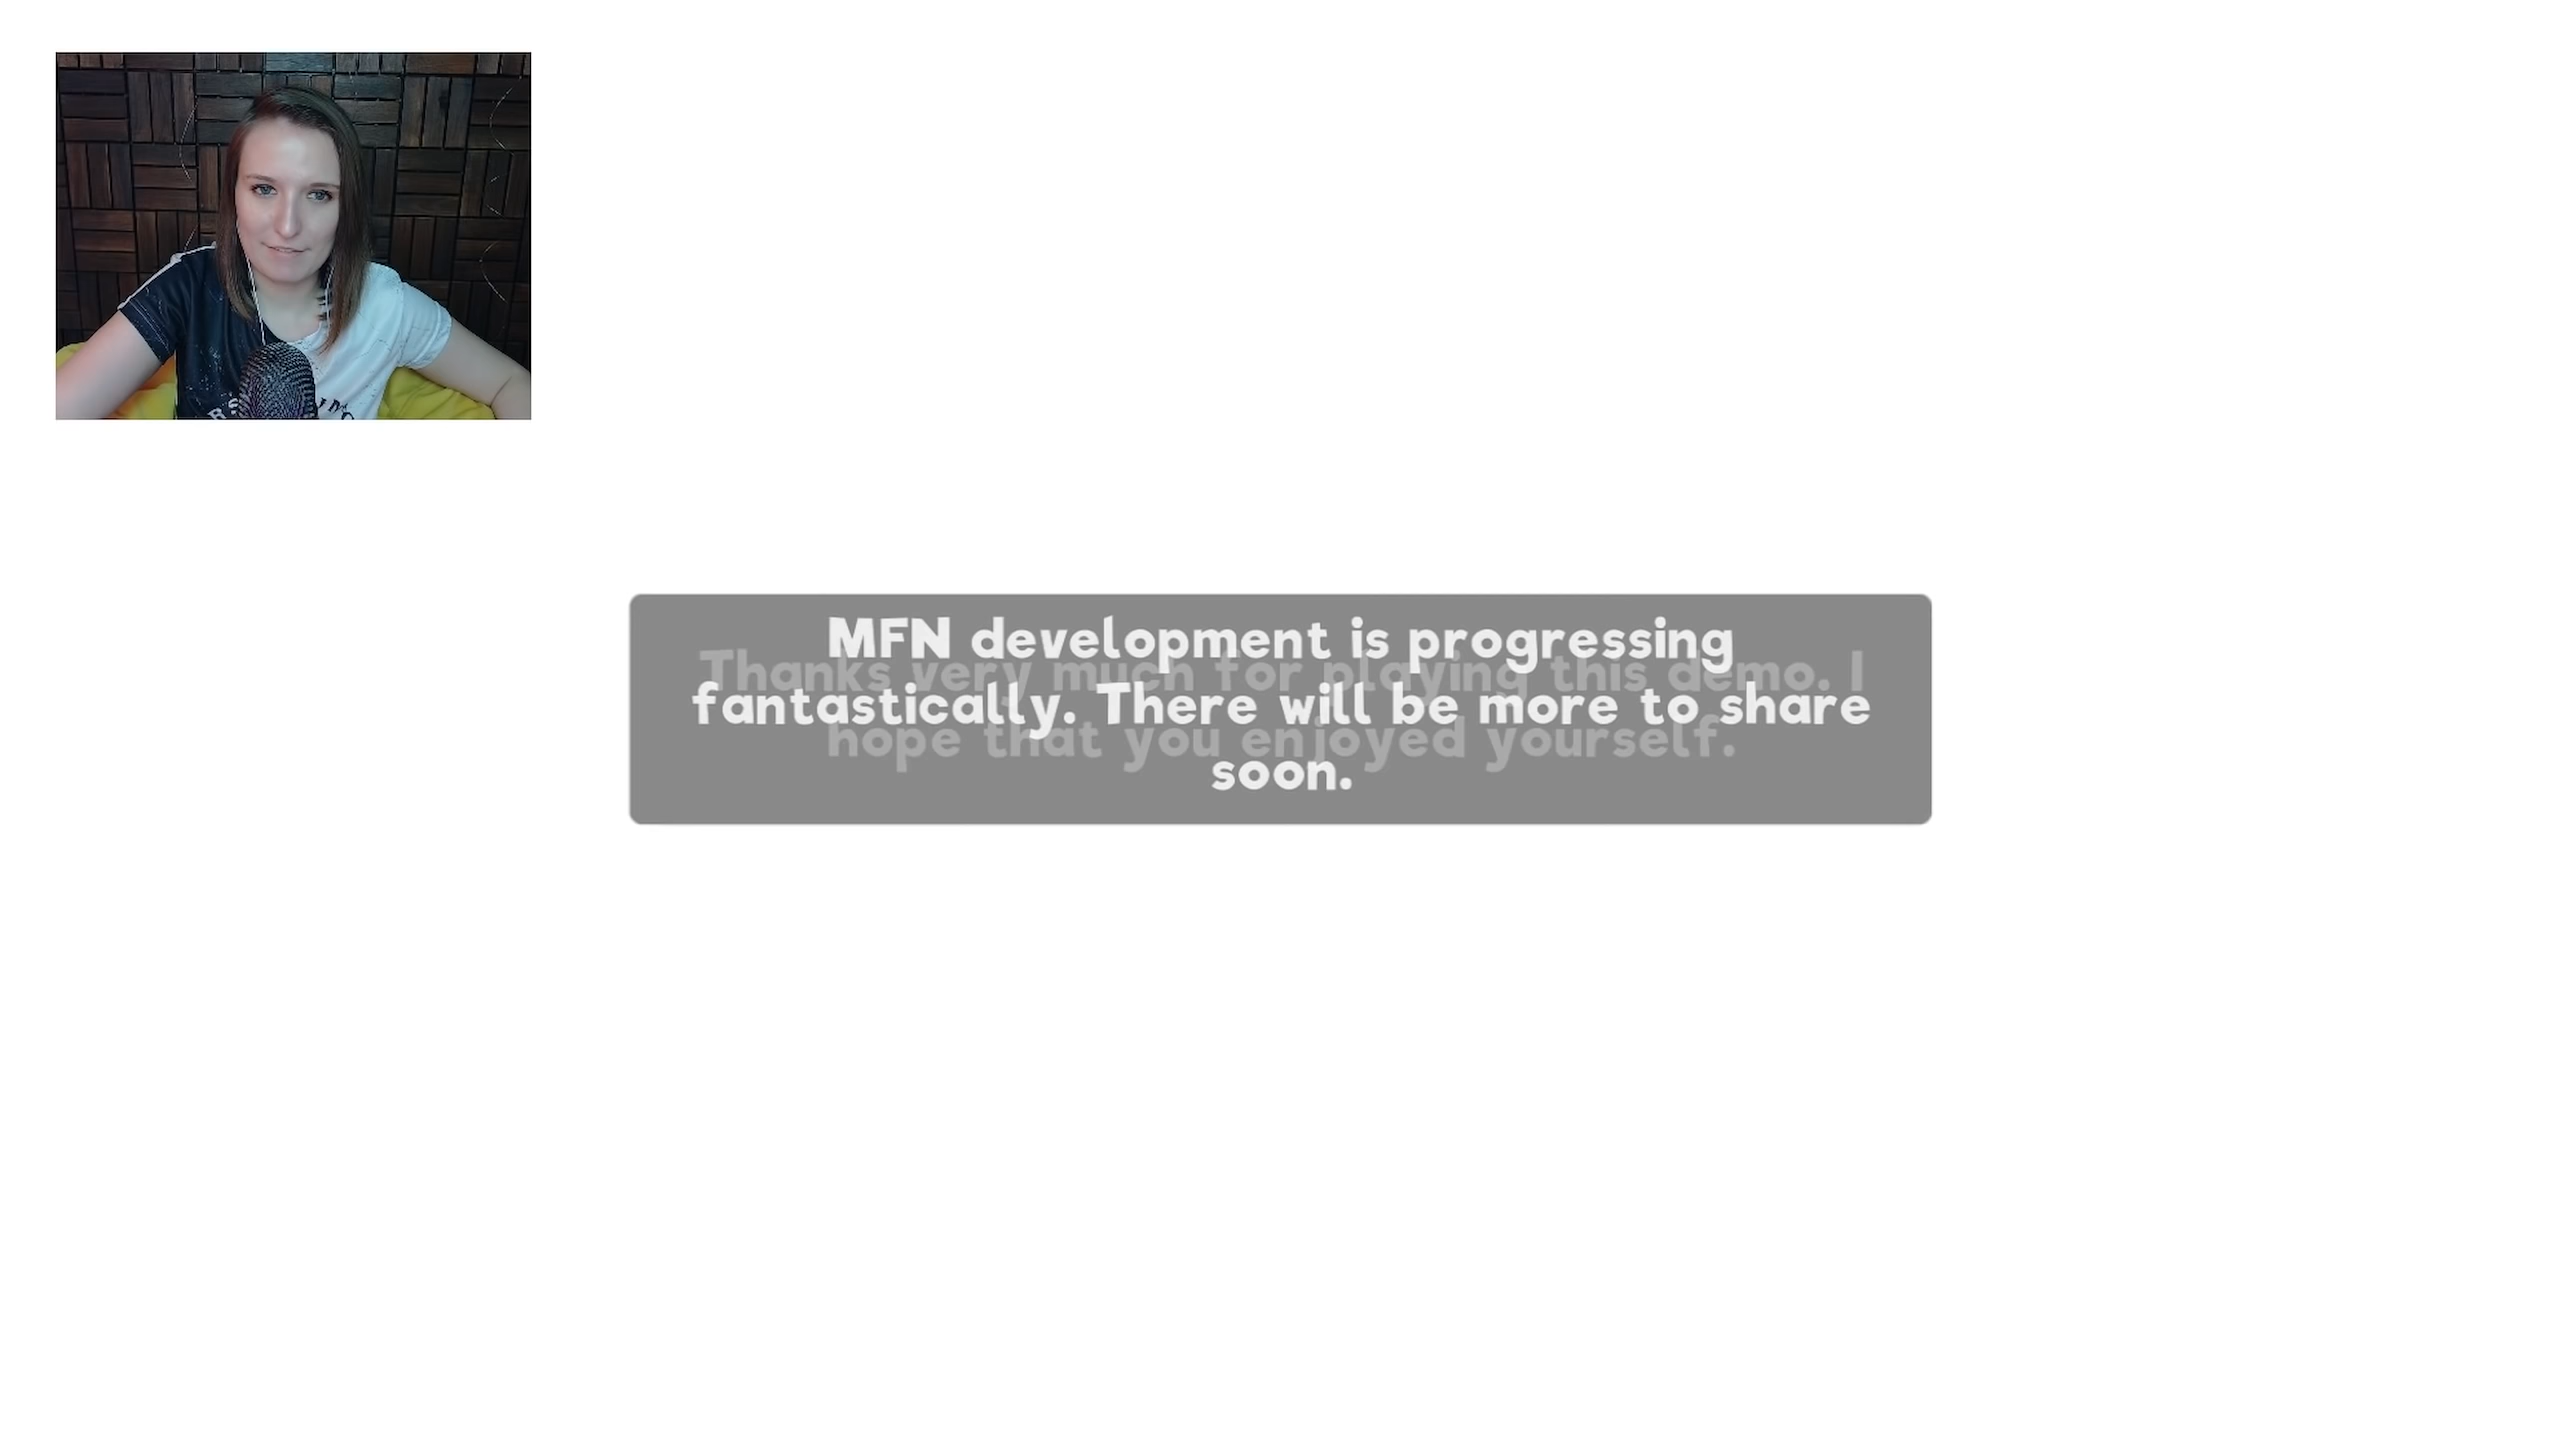 MFN development is progressing
fantastically. There will be more to share
soon.
Thanks very much for playing this demo. I
hope that you enjoyed yourself.